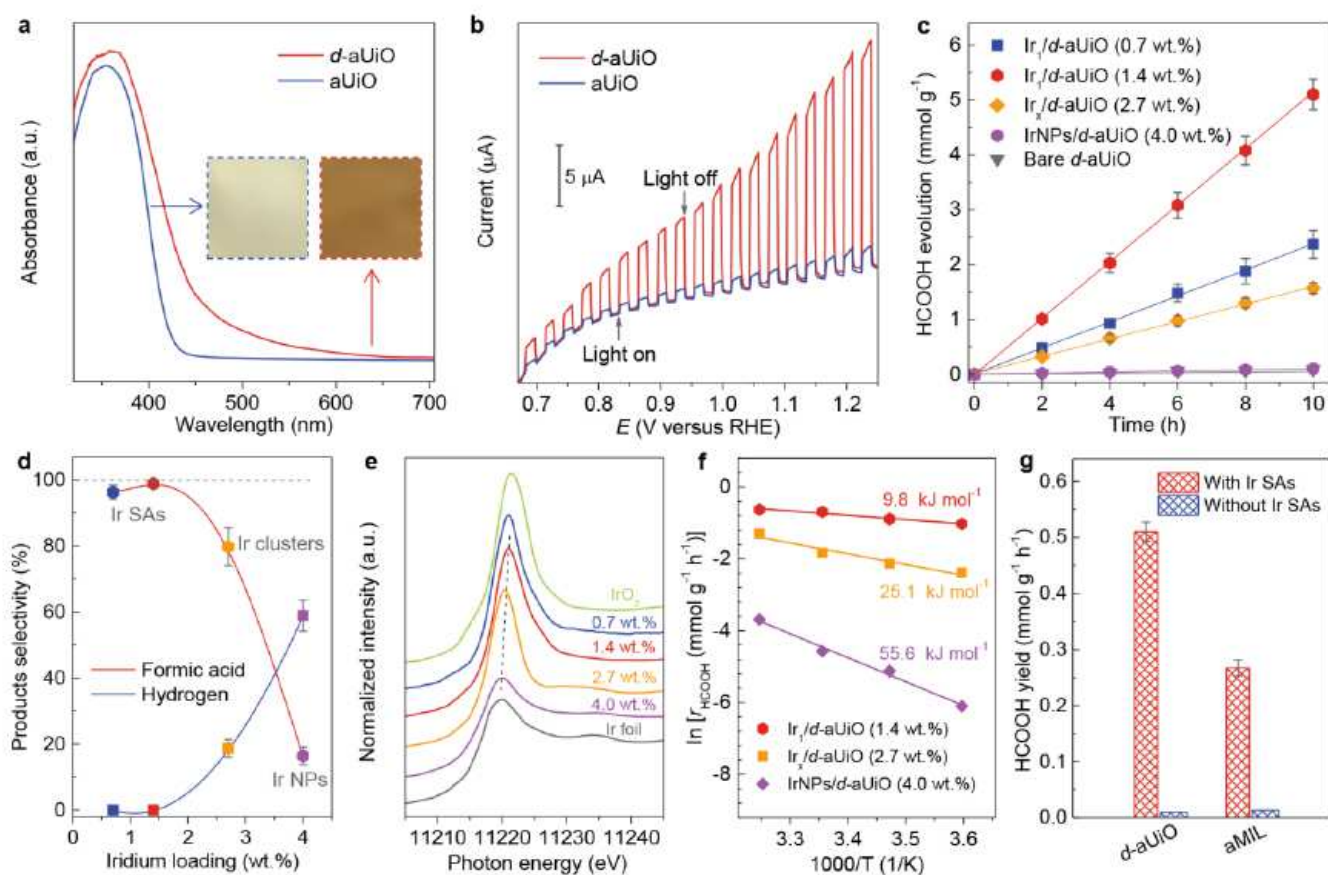 a
d-aUiO
aUiO
Absorbance (a.u.)
400 500 600 700
Wavelength (nm)
b
d-aUiO
aUiO
5 μA
Light off
Light on
Current (μA)
0.7 0.8 0.9 1.0 1.1 1.2
E (V versus RHE)
c
Ir₁/d-aUiO (0.7 wt.%)
Ir₁/d-aUiO (1.4 wt.%)
Irₓ/d-aUiO (2.7 wt.%)
IrNPs/d-aUiO (4.0 wt.%)
Bare d-aUiO
HCOOH evolution (mmol g⁻¹)
6
5
4
3
2
1
0
0 2 4 6 8 10
Time (h)
d
Ir SAs
Ir clusters
Formic acid
Hydrogen
Ir NPs
Products selectivity (%)
100
80
60
40
20
0
0 1 2 3 4
Iridium loading (wt.%)
e
IrO₂
0.7 wt.%
1.4 wt.%
2.7 wt.%
4.0 wt.%
Ir foil
Normalized intensity (a.u.)
11210 11220 11230 11240
Photon energy (eV)
f
9.8 kJ mol⁻¹
25.1 kJ mol⁻¹
55.6 kJ mol⁻¹
Ir₁/d-aUiO (1.4 wt.%)
Irₓ/d-aUiO (2.7 wt.%)
IrNPs/d-aUiO (4.0 wt.%)
ln [r_HCOOH (mmol g⁻¹ h⁻¹)]
0
-2
-4
-6
-8
3.3 3.4 3.5 3.6
1000/T (1/K)
g
With Ir SAs
Without Ir SAs
HCOOH yield (mmol g⁻¹ h⁻¹)
0.6
0.5
0.4
0.3
0.2
0.1
0.0
d-aUiO
aMIL